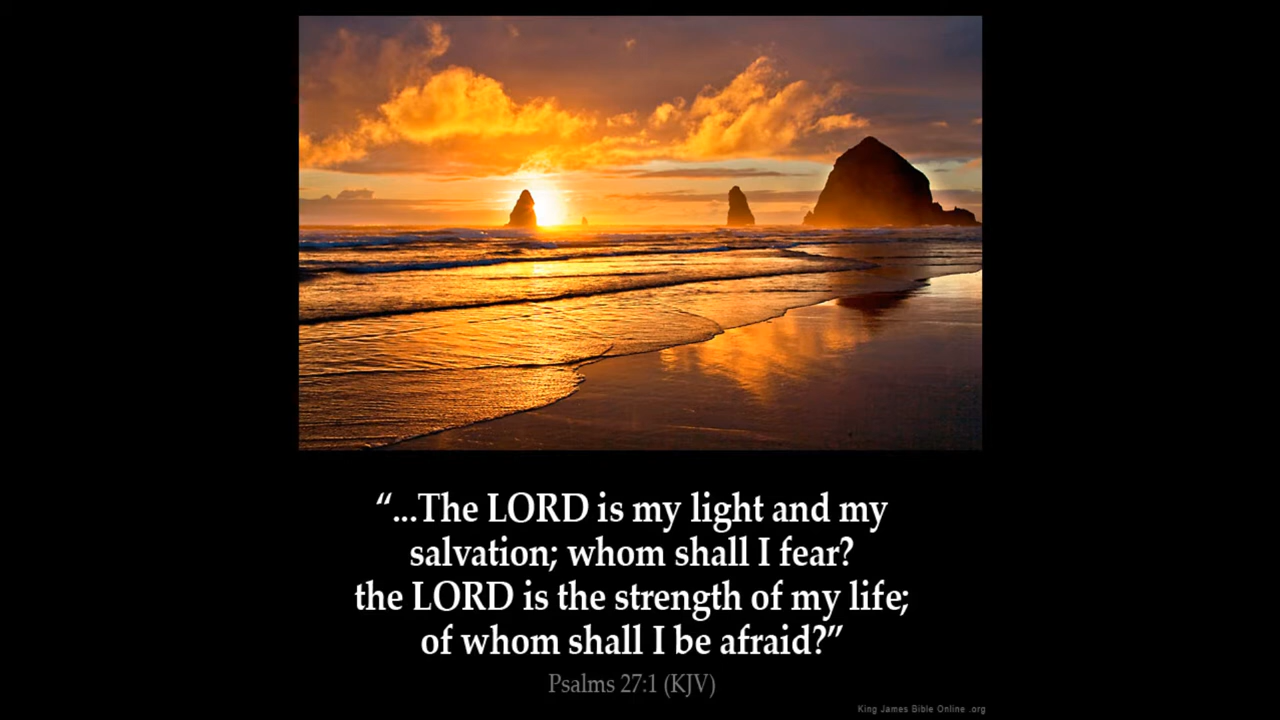 “...The LORD is my light and my
salvation; whom shall I fear?
the LORD is the strength of my life;
of whom shall I be afraid?”
Psalms 27:1 (KJV)
King James Bible Online .org